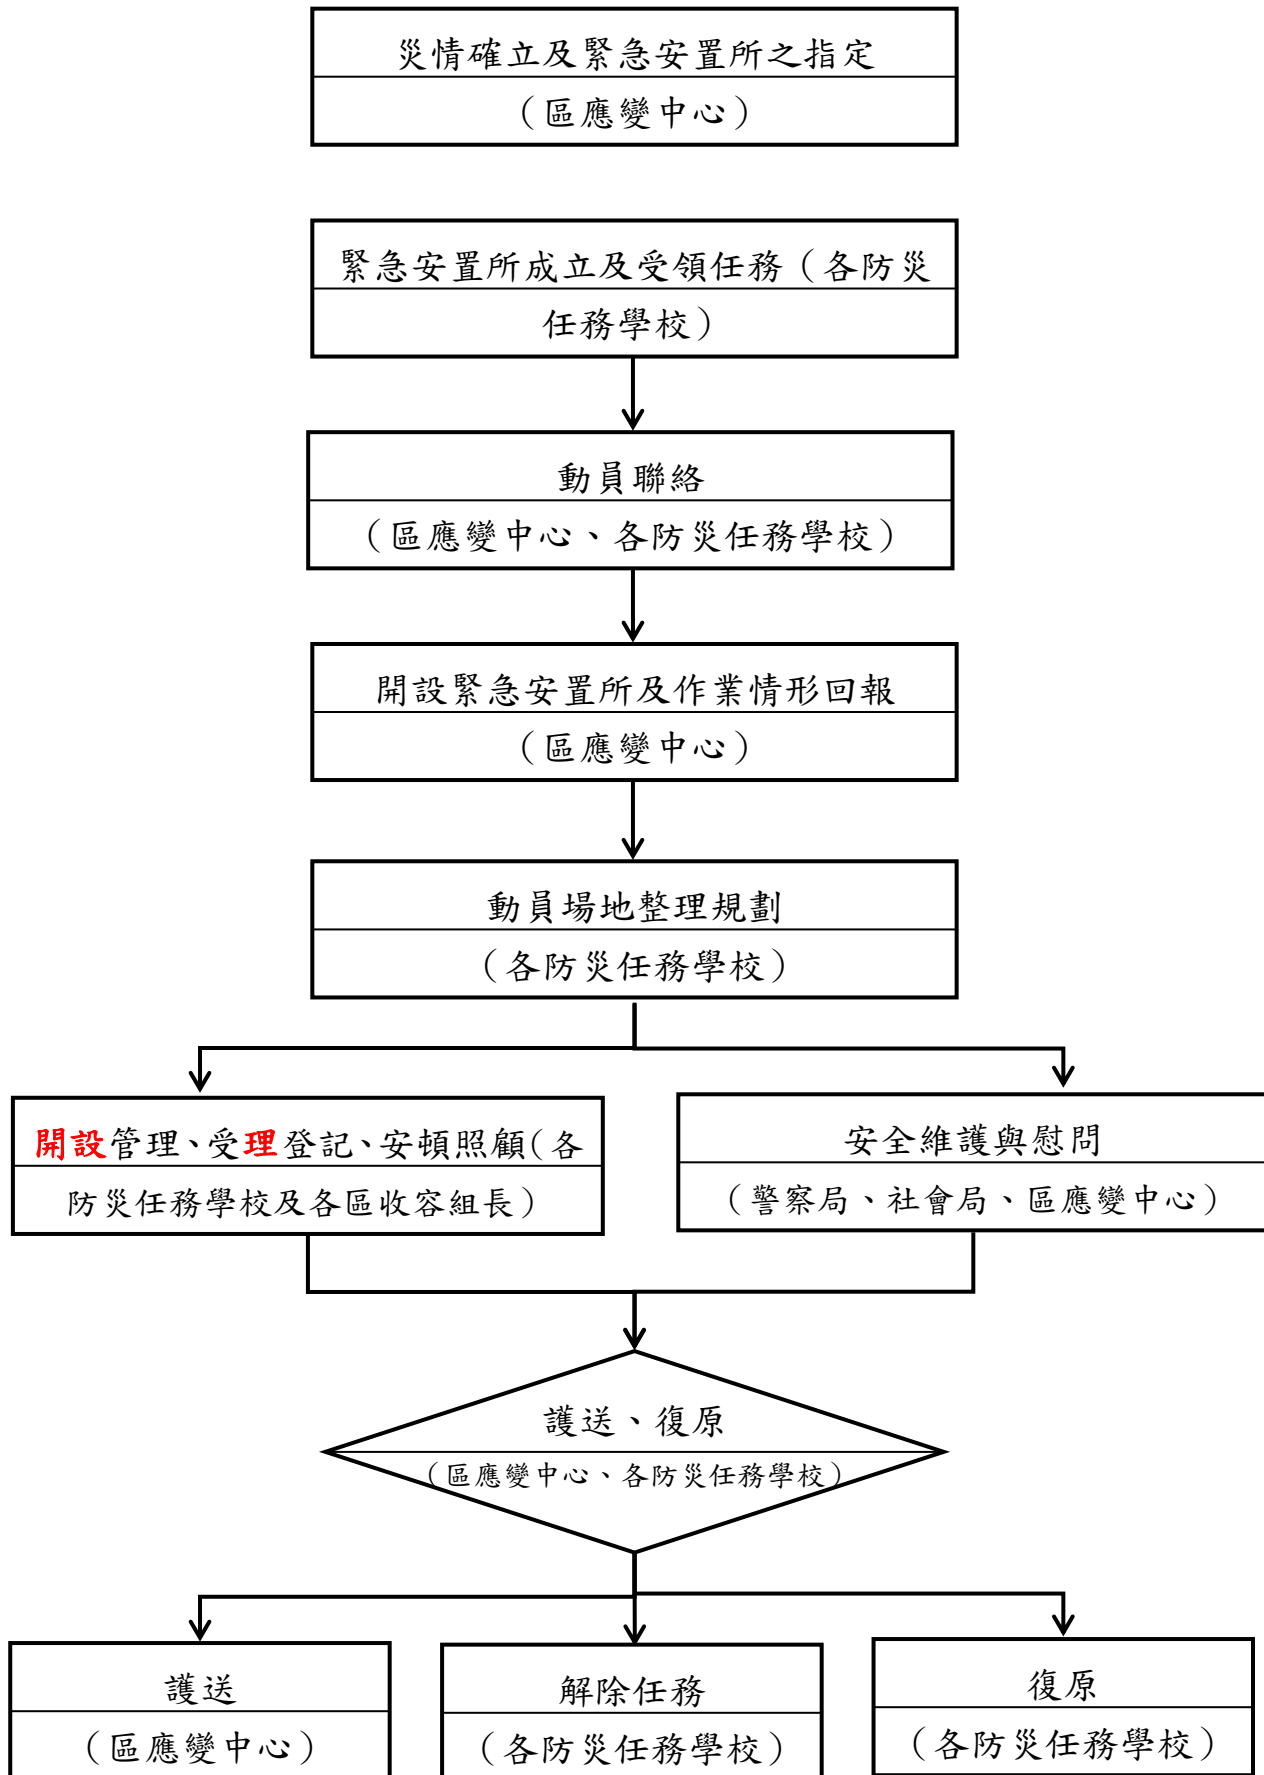 災情確立及緊急安置所之指定
（區應變中心）
緊急安置所成立及受領任務（各防災
任務學校）
動員聯絡
（區應變中心、各防災任務學校）
開設緊急安置所及作業情形回報
（區應變中心）
動員場地整理規劃
（各防災任務學校）
開設管理、受理登記、安頓照顧（各
防災任務學校及各區收容組長）
安全維護與慰問
（警察局、社會局、區應變中心）
護送、復原
（區應變中心、各防災任務學校）
護送
（區應變中心）
解除任務
（各防災任務學校）
復原
（各防災任務學校）